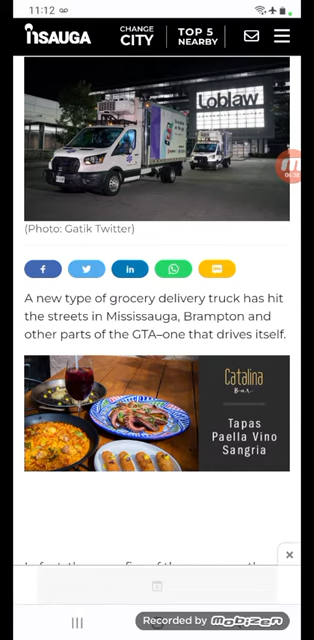 11:12
insauga
CHANGE CITY
TOP 5 NEARBY
Loblaw
(Photo: Gatik Twitter)
A new type of grocery delivery truck has hit
the streets in Mississauga, Brampton and
other parts of the GTA–one that drives itself.
Catalina
Bar
Tapas
Paella Vino
Sangria
Recorded by Mobizen